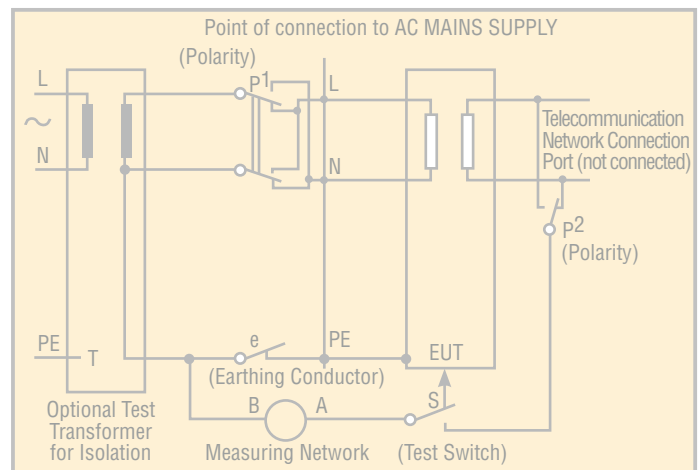 Point of connection to AC MAINS SUPPLY
(Polarity)
P1
L
L
N
N
Telecommunication
Network Connection
Port (not connected)
P2
(Polarity)
PE
T
e
PE
EUT
(Earthing Conductor)
B
A
S
Optional Test
Transformer
for Isolation
Measuring Network
(Test Switch)